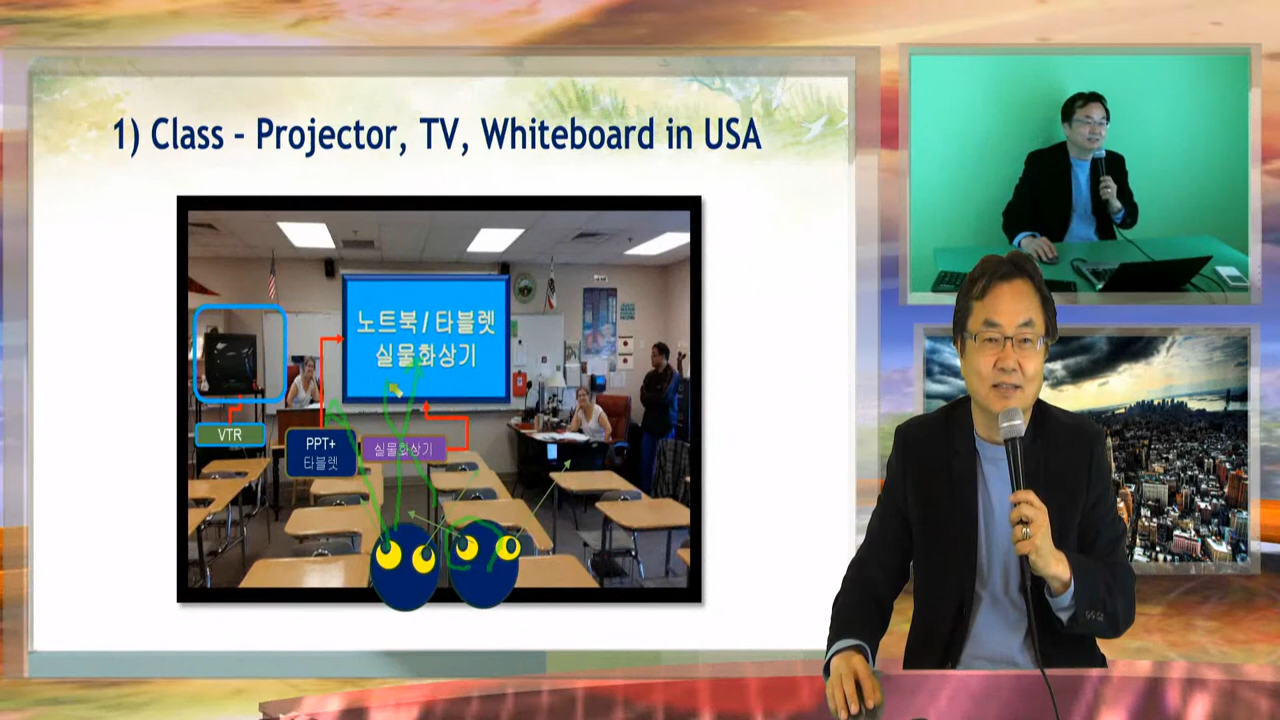 1) Class – Projector, TV, Whiteboard in USA
노트북 / 타블렛
실물화상기
VTR
PPT+
타블렛
실물화상기